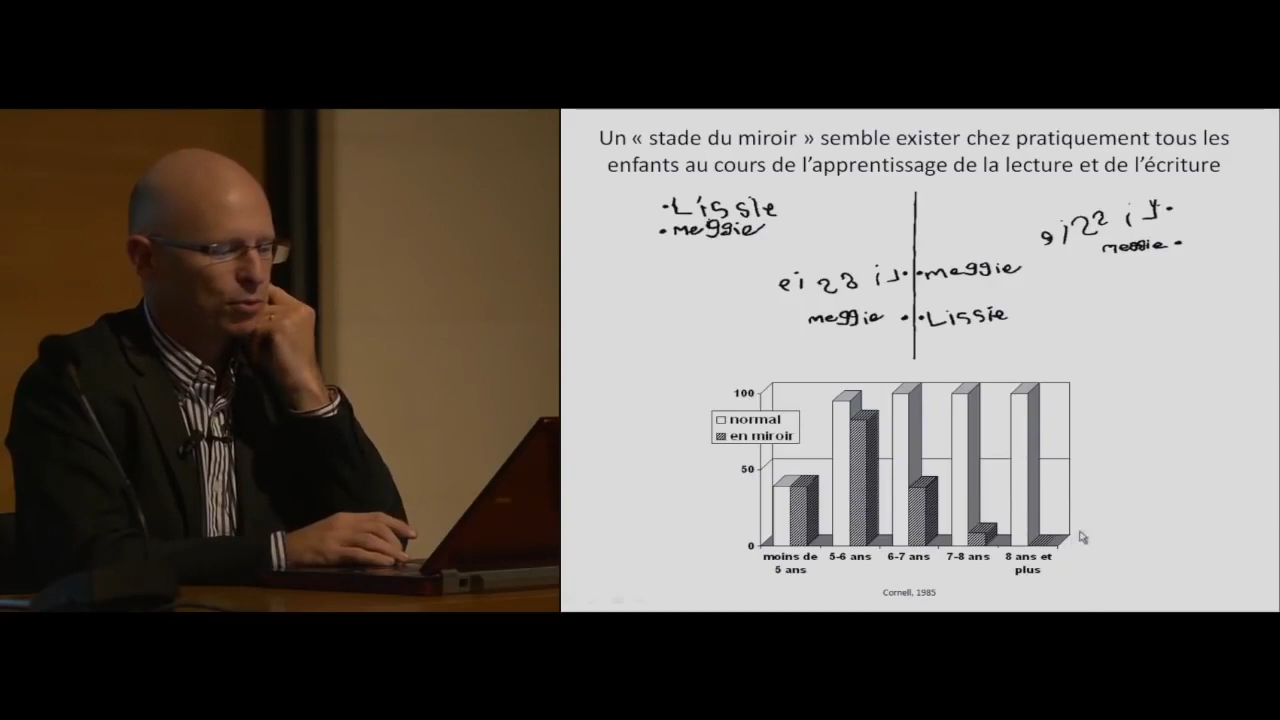 Un « stade du miroir » semble exister chez pratiquement tous les
enfants au cours de l’apprentissage de la lecture et de l’écriture
Lissie
meggie
meggie
meggie
meggie
Lissie
100
normal
en miroir
50
0
moins de
5 ans
5-6 ans
6-7 ans
7-8 ans
8 ans et
plus
Cornell, 1985